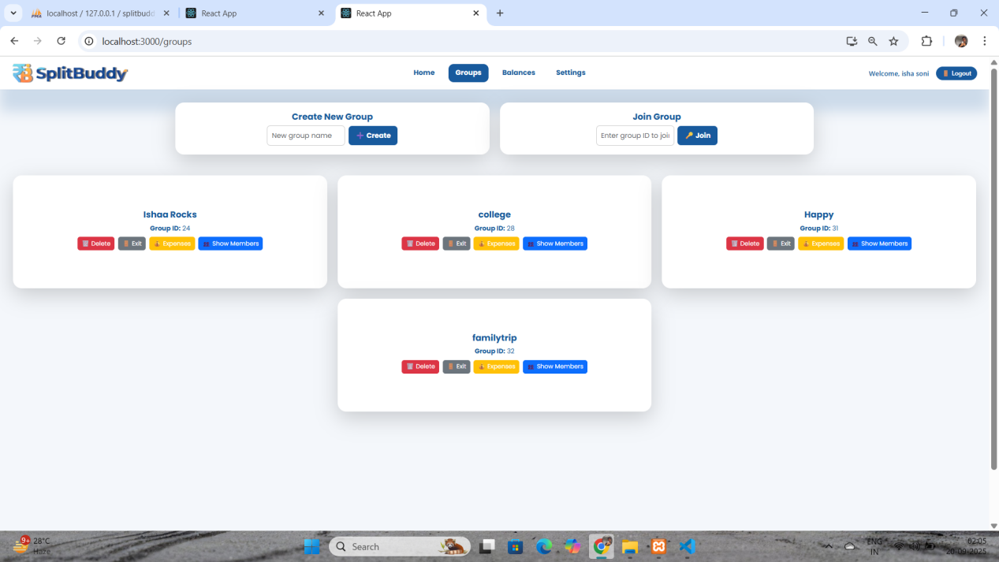 localhost / 127.0.0.1 / splitbudd
React App
React App
localhost:3000/groups
SplitBuddy
Home
Groups
Balances
Settings
Welcome, isha soni
Logout
Create New Group
New group name
Create
Join Group
Enter group ID to joi
Join
Ishaa Rocks
Group ID: 24
Delete
Exit
Expenses
Show Members
college
Group ID: 28
Delete
Exit
Expenses
Show Members
Happy
Group ID: 31
Delete
Exit
Expenses
Show Members
familytrip
Group ID: 32
Delete
Exit
Expenses
Show Members
9+
28°C
Haze
Search
ENG
IN
02:05
20-09-2025